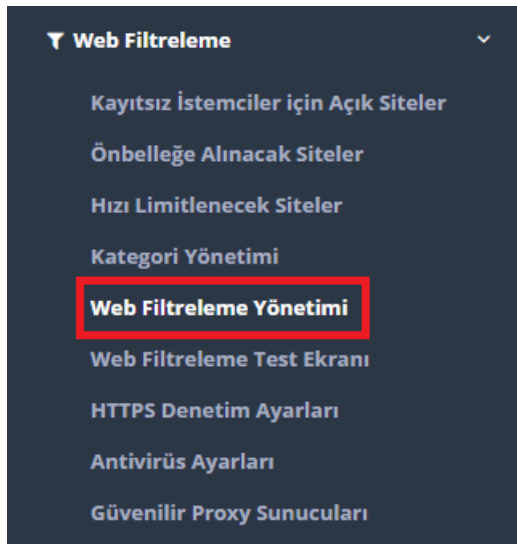 Web Filtreleme
Kayıtsız İstemciler için Açık Siteler
Önbelleğe Alınacak Siteler
Hızı Limitlenecek Siteler
Kategori Yönetimi
Web Filtreleme Yönetimi
Web Filtreleme Test Ekranı
HTTPS Denetim Ayarları
Antivirüs Ayarları
Güvenilir Proxy Sunucuları